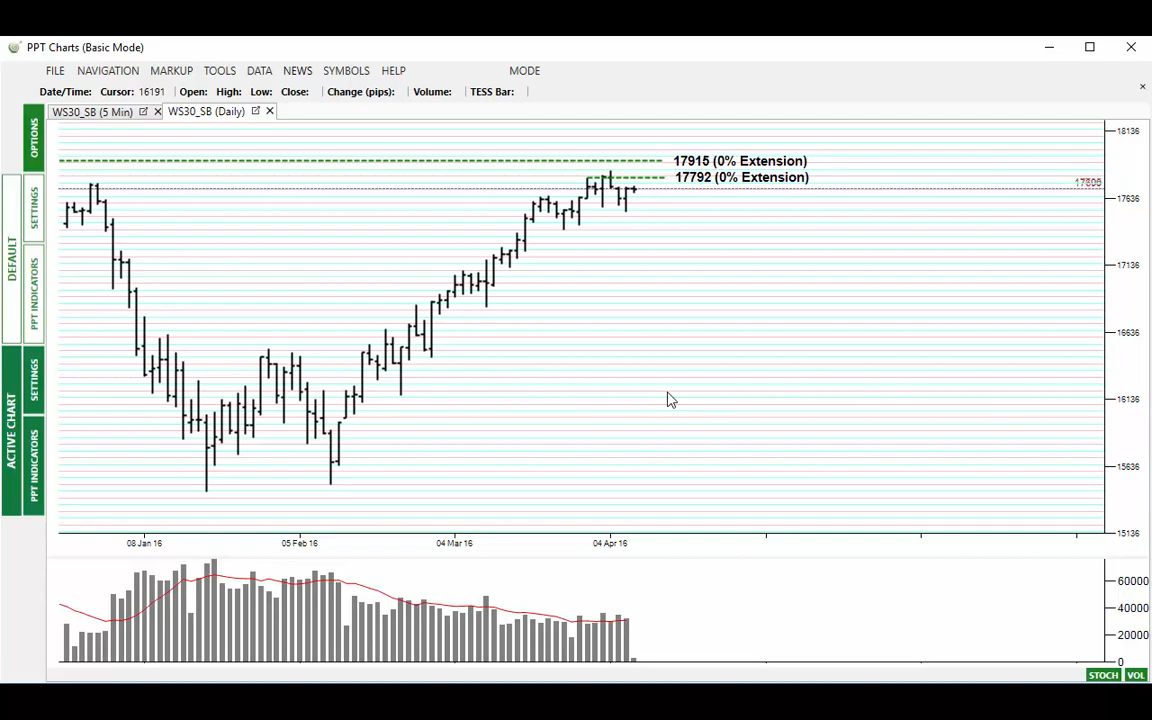 PPT Charts (Basic Mode)
FILE NAVIGATION MARKUP TOOLS DATA NEWS SYMBOLS HELP MODE
Date/Time: Cursor: 16191 Open: High: Low: Close: Change (pips): Volume: TESS Bar:
WS30_SB (5 Min) WS30_SB (Daily)
OPTIONS
SETTINGS
PPT INDICATORS
DEFAULT
SETTINGS
PPT INDICATORS
ACTIVE CHART
17915 (0% Extension)
17792 (0% Extension)
18136
17636
17136
16636
16136
15636
15136
08 Jan 16 05 Feb 16 04 Mar 16 04 Apr 16
60000
40000
20000
0
STOCH VOL